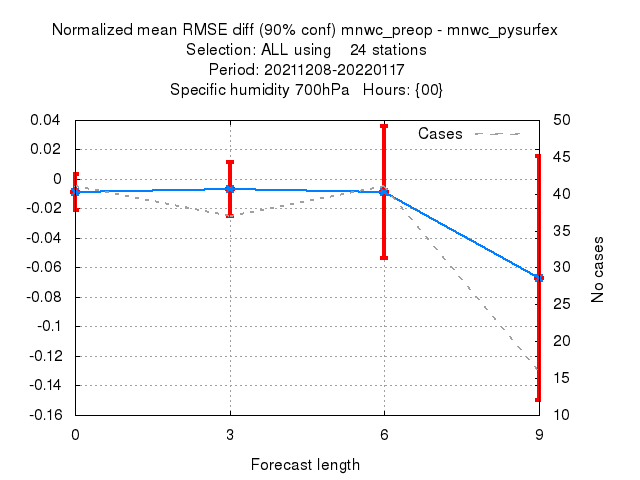 Normalized mean RMSE diff (90% conf) mnwc_preop - mnwc_pysurfex
Selection: ALL using    24 stations
Period: 20211208-20220117
Specific humidity 700hPa   Hours: {00}
Cases
0.04
0.02
0
-0.02
-0.04
-0.06
-0.08
-0.1
-0.12
-0.14
-0.16
50
45
40
35
30
25
20
15
10
No cases
0 3 6 9
Forecast length